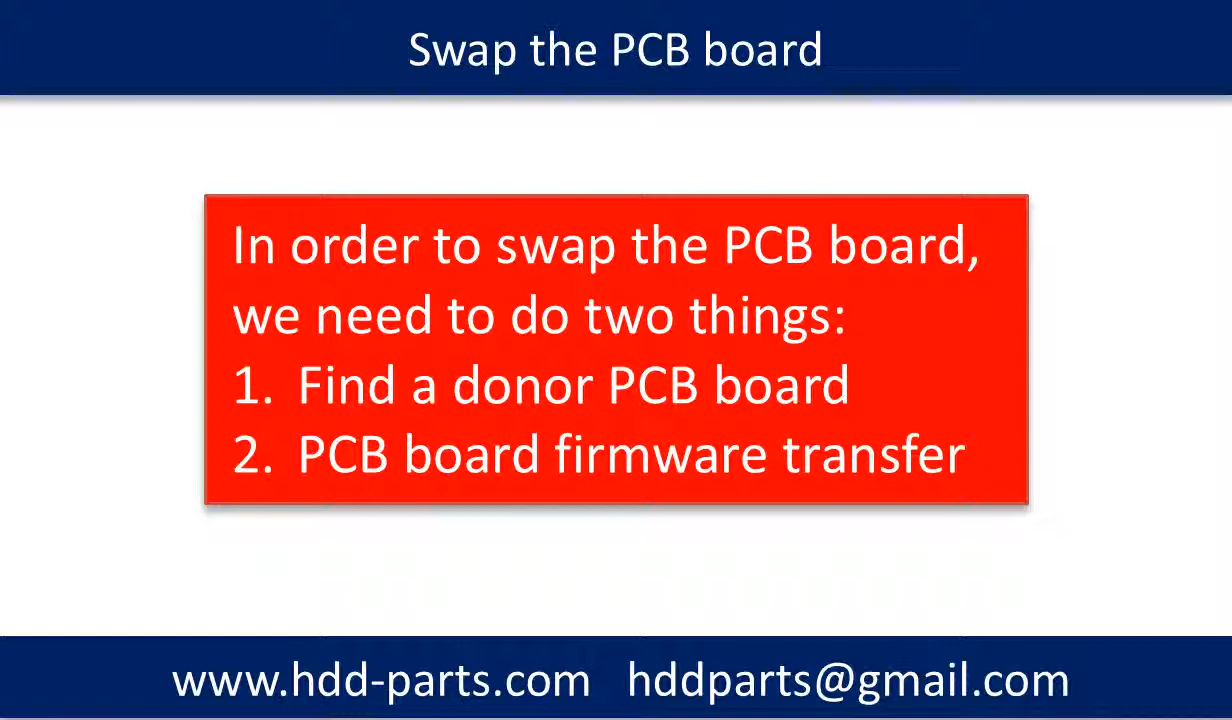 Swap the PCB board
In order to swap the PCB board,
we need to do two things:
1. Find a donor PCB board
2. PCB board firmware transfer
www.hdd-parts.com hddparts@gmail.com